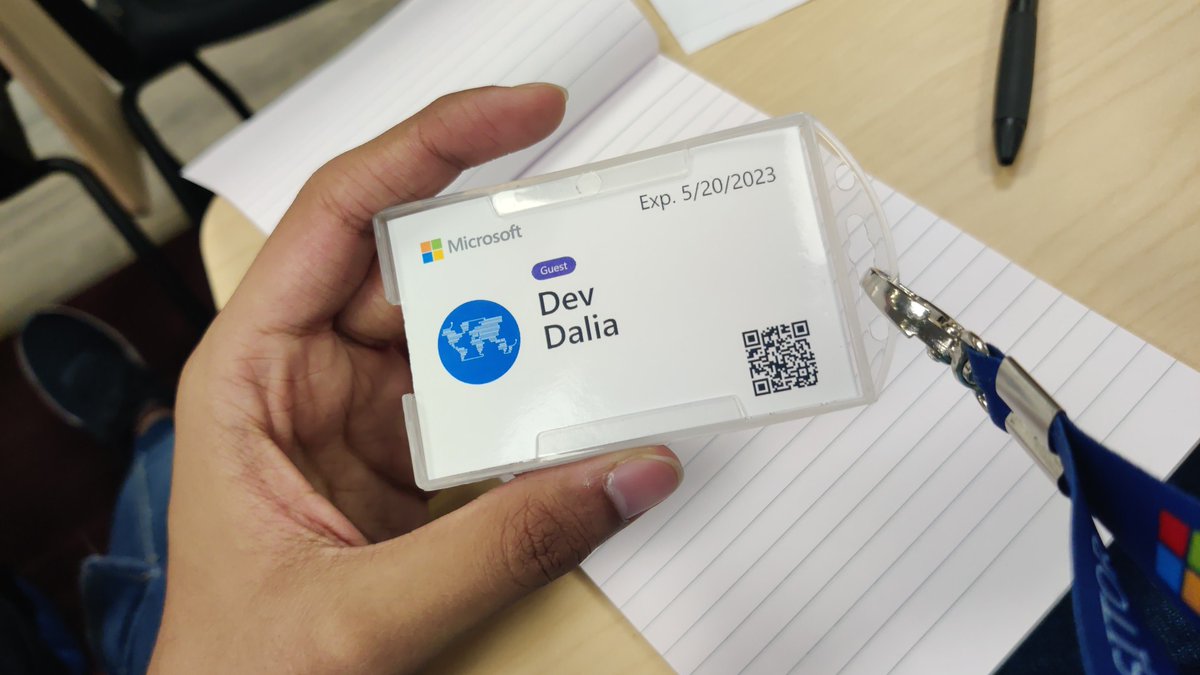 Exp. 5/20/2023
Microsoft
Guest
Dev
Dalia